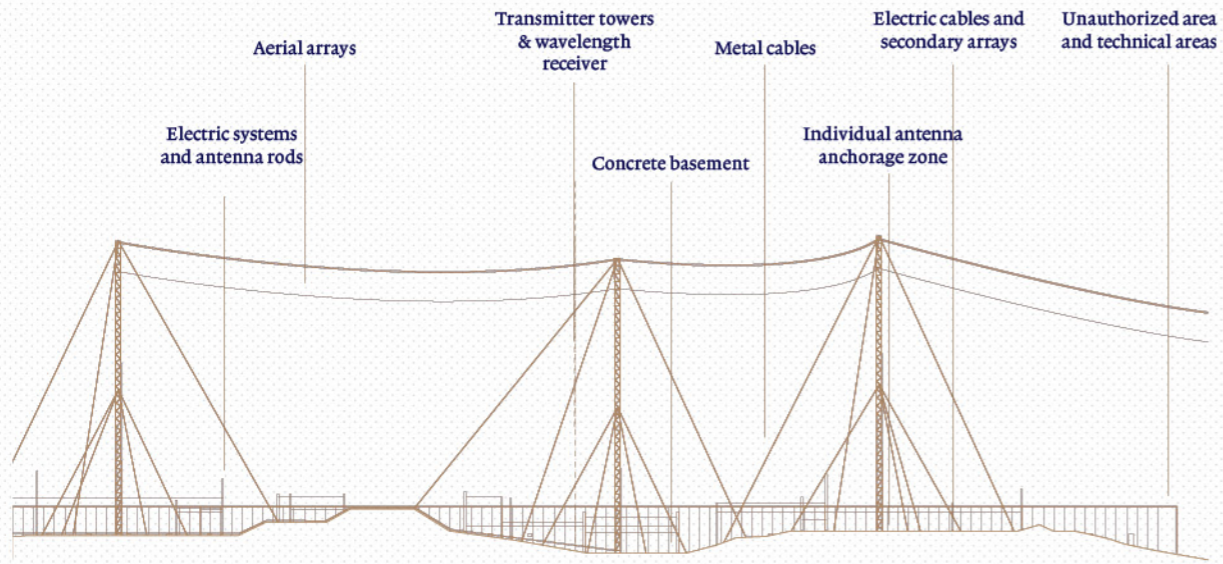 Aerial arrays
Transmitter towers
& wavelength
receiver
Metal cables
Electric cables and
secondary arrays
Unauthorized area
and technical areas
Electric systems
and antenna rods
Concrete basement
Individual antenna
anchorage zone